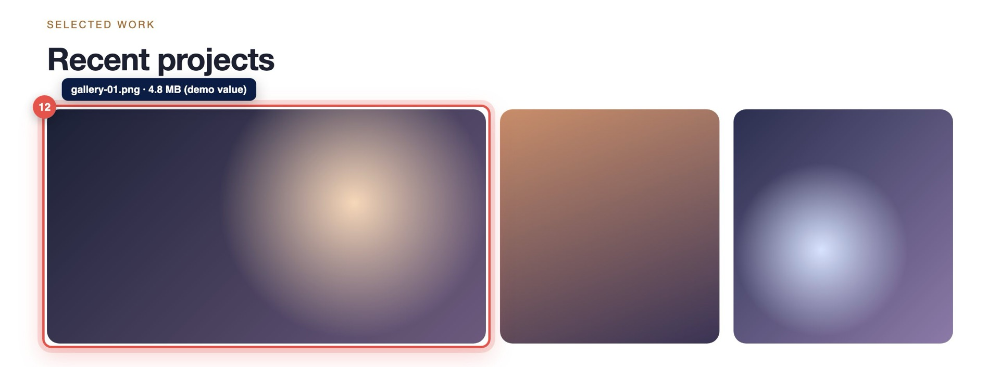 SELECTED WORK
Recent projects
gallery-01.png · 4.8 MB (demo value)
12